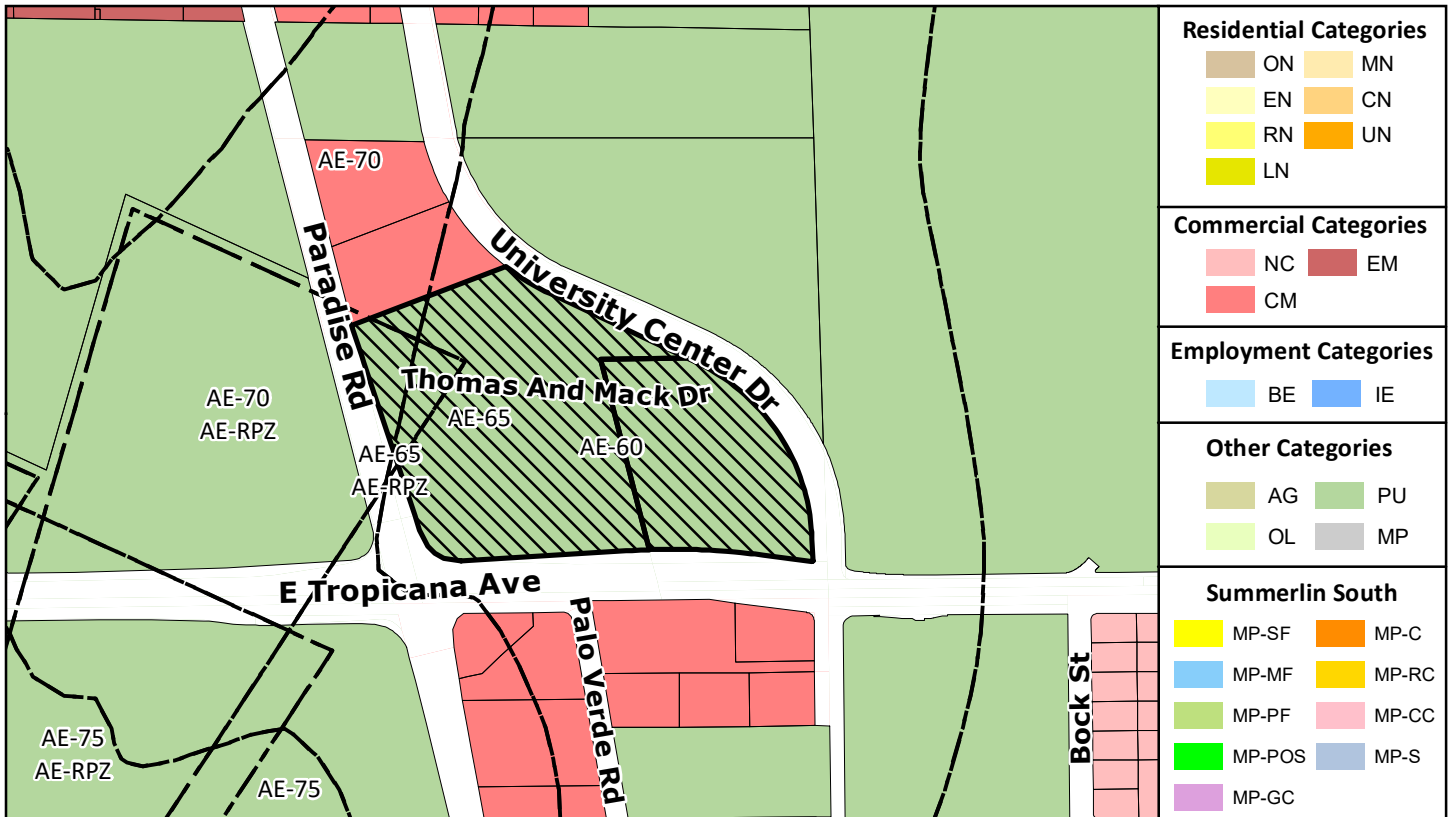 AE-70
Paradise Rd
University Center Dr
Thomas And Mack Dr
AE-70
AE-RPZ
AE-65
AE-60
AE-65
AE-RPZ
E Tropicana Ave
Palo Verde Rd
Bock St
AE-75
AE-RPZ
AE-75
Residential Categories
ON MN
EN CN
RN UN
LN
Commercial Categories
NC EM
CM
Employment Categories
BE IE
Other Categories
AG PU
OL MP
Summerlin South
MP-SF MP-C
MP-MF MP-RC
MP-PF MP-CC
MP-POS MP-S
MP-GC